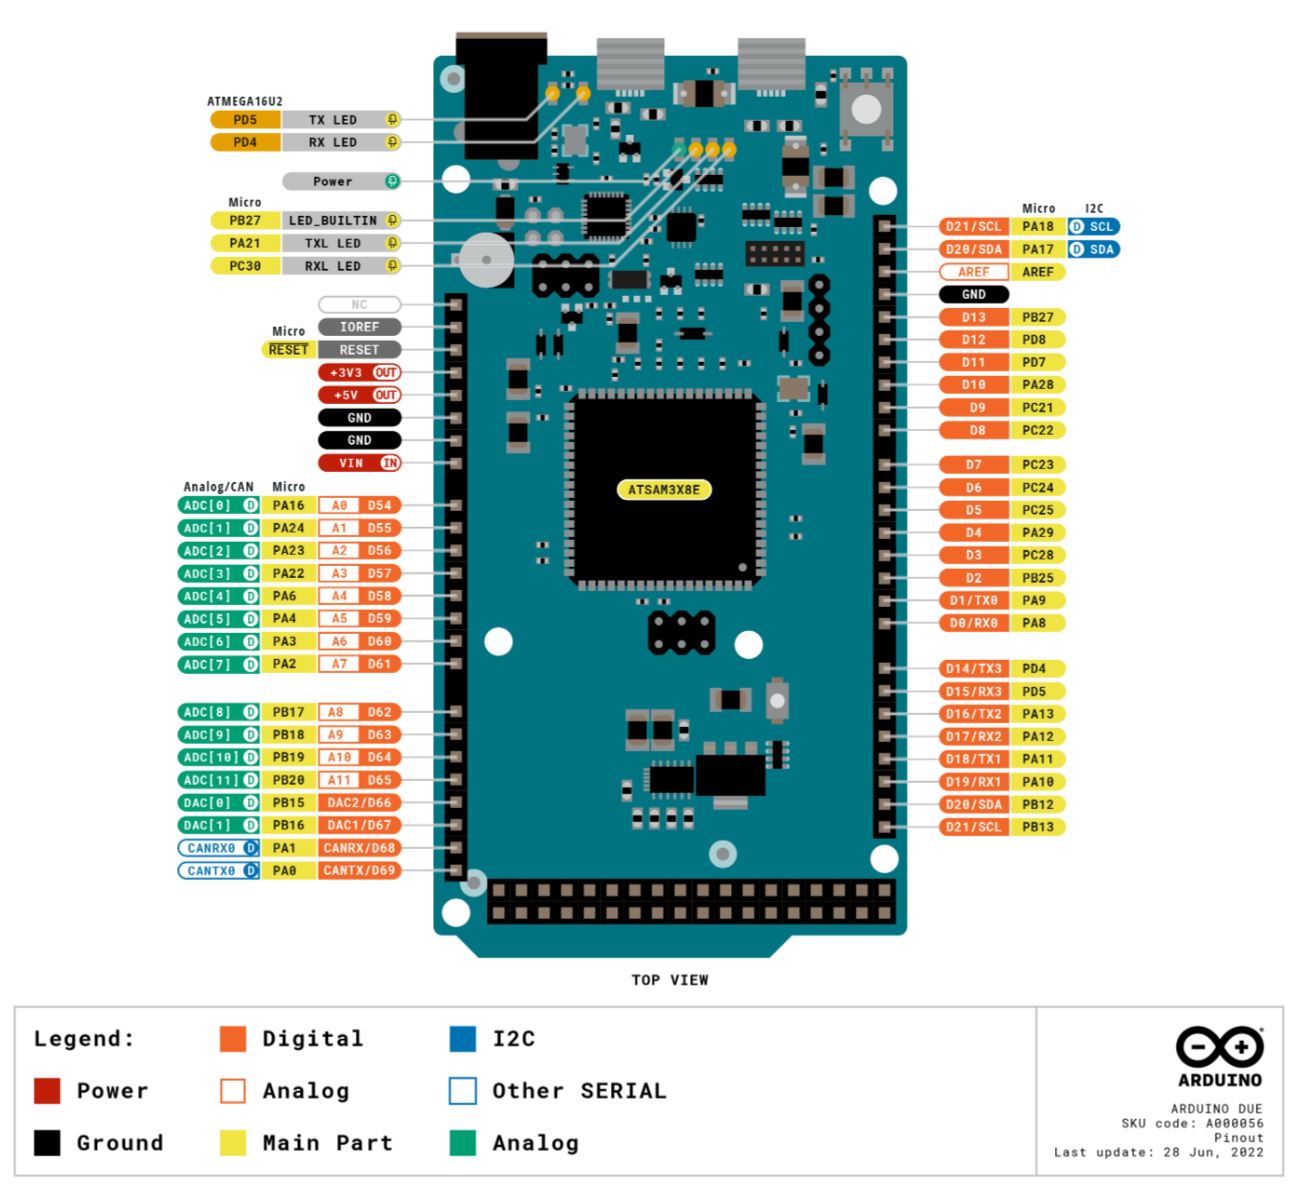 ATMEGA16U2
PD5 TX LED
PD4 RX LED
Power
Micro
PB27 LED_BUILTIN
PA21 TXL LED
PC30 RXL LED
NC
IOREF
Micro
RESET RESET
+3V3 OUT
+5V OUT
GND
GND
VIN IN
Analog/CAN Micro
ADC[0] D PA16 A0 D54
ADC[1] D PA24 A1 D55
ADC[2] D PA23 A2 D56
ADC[3] D PA22 A3 D57
ADC[4] D PA6 A4 D58
ADC[5] D PA4 A5 D59
ADC[6] D PA3 A6 D60
ADC[7] D PA2 A7 D61
ADC[8] D PB17 A8 D62
ADC[9] D PB18 A9 D63
ADC[10] D PB19 A10 D64
ADC[11] D PB20 A11 D65
DAC[0] D PB15 DAC2/D66
DAC[1] D PB16 DAC1/D67
CANRX0 D PA1 CANRX/D68
CANTX0 D PA0 CANTX/D69
ATSAM3X8E
Micro I2C
D21/SCL PA18 D SCL
D20/SDA PA17 D SDA
AREF AREF
GND
D13 PB27
D12 PD8
D11 PD7
D10 PA28
D9 PC21
D8 PC22
D7 PC23
D6 PC24
D5 PC25
D4 PA29
D3 PC28
D2 PB25
D1/TX0 PA9
D0/RX0 PA8
D14/TX3 PD4
D15/RX3 PD5
D16/TX2 PA13
D17/RX2 PA12
D18/TX1 PA11
D19/RX1 PA10
D20/SDA PB12
D21/SCL PB13
TOP VIEW
Legend:
Power
Ground
Digital
Analog
Main Part
I2C
Other SERIAL
Analog
ARDUINO
ARDUINO DUE
SKU code: A000056
Pinout
Last update: 28 Jun, 2022